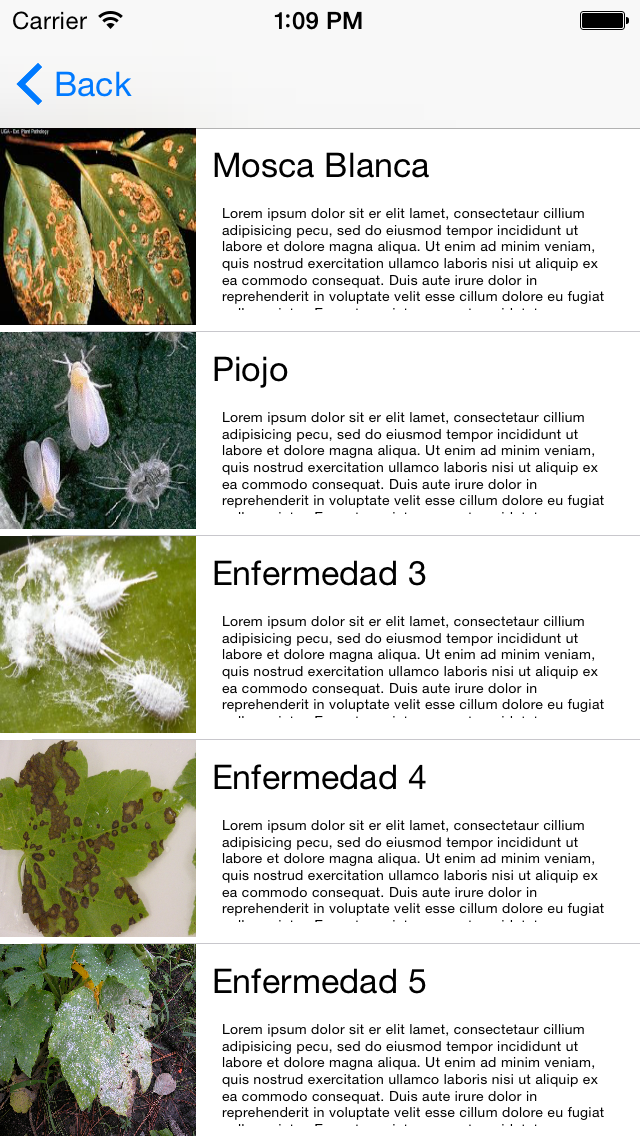 Carrier 1:09 PM
Back
UGA - Ext. Plant Pathology
Mosca Blanca
Lorem ipsum dolor sit er elit lamet, consectetaur cillium
adipisicing pecu, sed do eiusmod tempor incididunt ut
labore et dolore magna aliqua. Ut enim ad minim veniam,
quis nostrud exercitation ullamco laboris nisi ut aliquip ex
ea commodo consequat. Duis aute irure dolor in
reprehenderit in voluptate velit esse cillum dolore eu fugiat
Piojo
Lorem ipsum dolor sit er elit lamet, consectetaur cillium
adipisicing pecu, sed do eiusmod tempor incididunt ut
labore et dolore magna aliqua. Ut enim ad minim veniam,
quis nostrud exercitation ullamco laboris nisi ut aliquip ex
ea commodo consequat. Duis aute irure dolor in
reprehenderit in voluptate velit esse cillum dolore eu fugiat
Enfermedad 3
Lorem ipsum dolor sit er elit lamet, consectetaur cillium
adipisicing pecu, sed do eiusmod tempor incididunt ut
labore et dolore magna aliqua. Ut enim ad minim veniam,
quis nostrud exercitation ullamco laboris nisi ut aliquip ex
ea commodo consequat. Duis aute irure dolor in
reprehenderit in voluptate velit esse cillum dolore eu fugiat
Enfermedad 4
Lorem ipsum dolor sit er elit lamet, consectetaur cillium
adipisicing pecu, sed do eiusmod tempor incididunt ut
labore et dolore magna aliqua. Ut enim ad minim veniam,
quis nostrud exercitation ullamco laboris nisi ut aliquip ex
ea commodo consequat. Duis aute irure dolor in
reprehenderit in voluptate velit esse cillum dolore eu fugiat
Enfermedad 5
Lorem ipsum dolor sit er elit lamet, consectetaur cillium
adipisicing pecu, sed do eiusmod tempor incididunt ut
labore et dolore magna aliqua. Ut enim ad minim veniam,
quis nostrud exercitation ullamco laboris nisi ut aliquip ex
ea commodo consequat. Duis aute irure dolor in
reprehenderit in voluptate velit esse cillum dolore eu fugiat